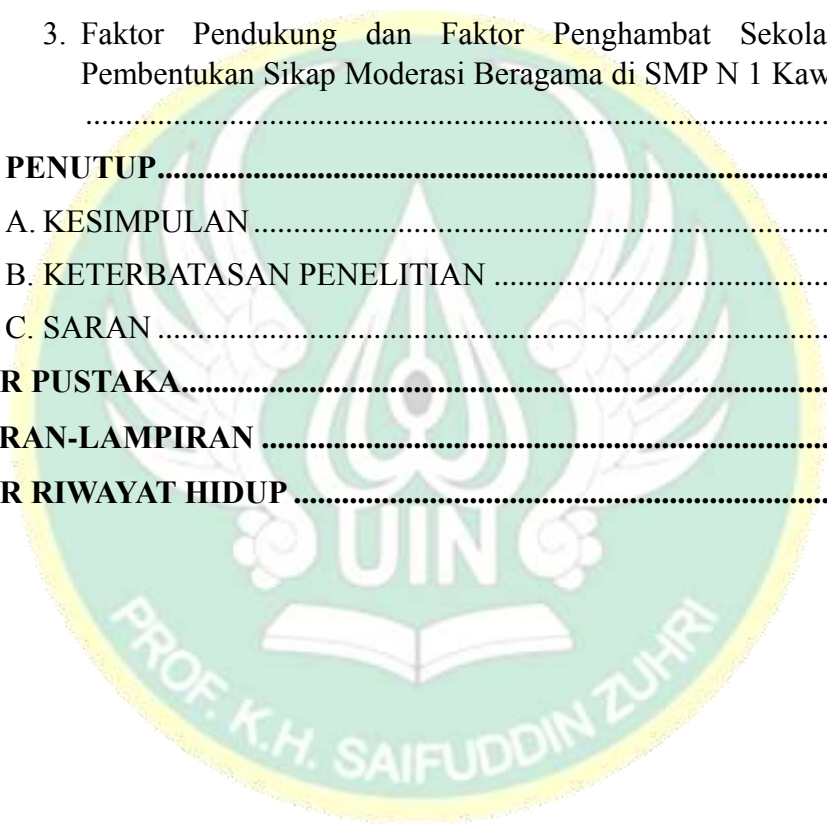 3. Faktor Pendukung dan Faktor Penghambat Sekola
Pembentukan Sikap Moderasi Beragama di SMP N 1 Kaw
........................................................................................
PENUTUP................................................................................
A. KESIMPULAN......................................................................
B. KETERBATASAN PENELITIAN ........................................
C. SARAN ................................................................................
R PUSTAKA.............................................................................
RAN-LAMPIRAN ....................................................................
R RIWAYAT HIDUP .................................................................
UIN
PROF. K.H. SAIFUDDIN ZUHRI